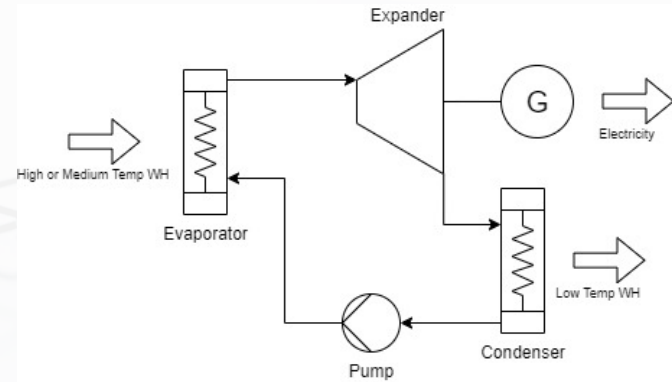 Expander
G
Electricity
High or Medium Temp WH
Evaporator
Low Temp WH
Condenser
Pump